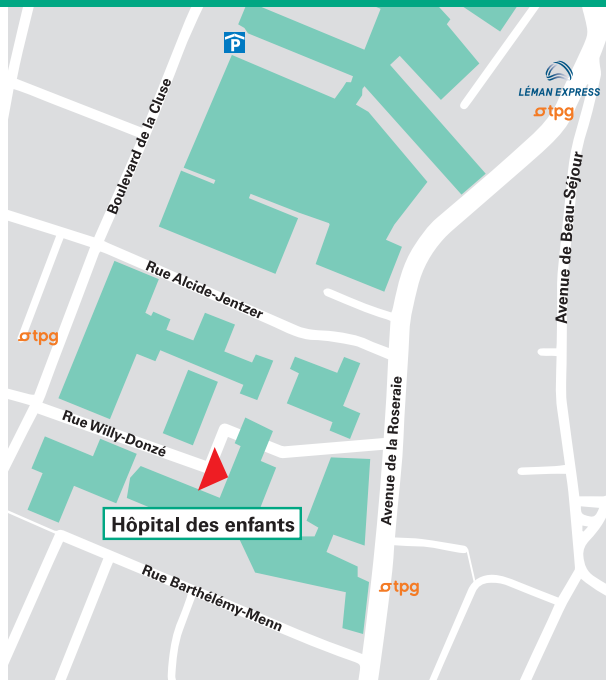 P
LÉMAN EXPRESS
tpg
Boulevard de la Cluse
Avenue de Beau-Séjour
Rue Alcide-Jentzer
tpg
Avenue de la Roseraie
Rue Willy-Donzé
Hôpital des enfants
Rue Barthélémy-Menn
tpg